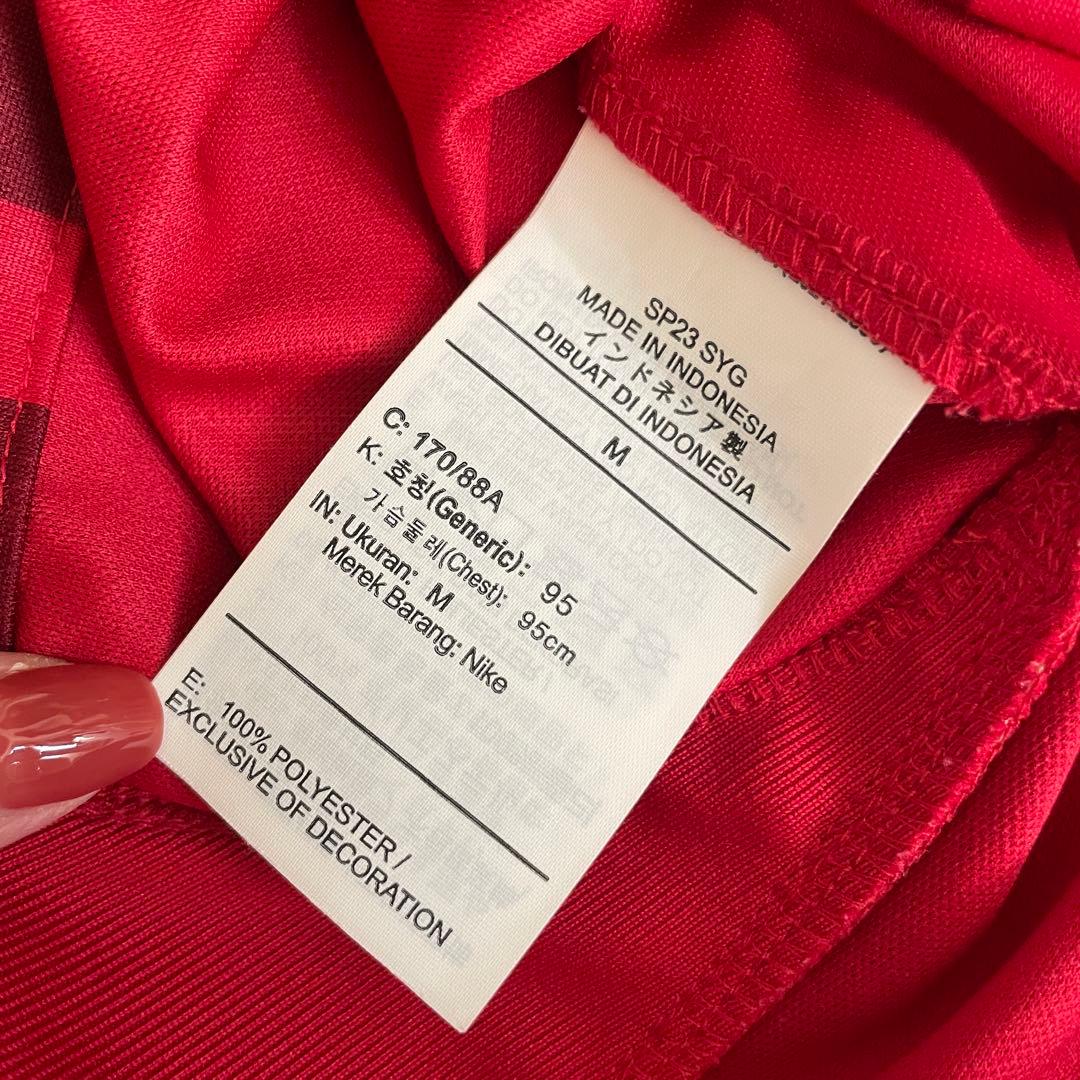 SP23 SYG
MADE IN INDONESIA
インドネシア製
DIBUAT DI INDONESIA
M
C: 170/88A
K: 호칭(Generic): 95
가슴둘레(Chest): 95cm
IN: Ukuran: M
Merek Barang: Nike
E: 100% POLYESTER /
EXCLUSIVE OF DECORATION